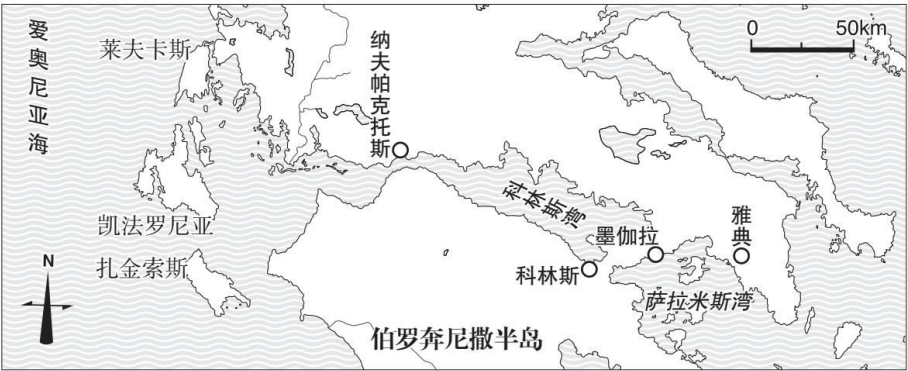 爱奥尼亚海
莱夫卡斯
纳夫帕克托斯
0 50km
科林斯湾
凯法罗尼亚
墨伽拉
雅典
扎金索斯
科林斯
萨拉米斯湾
N
伯罗奔尼撒半岛